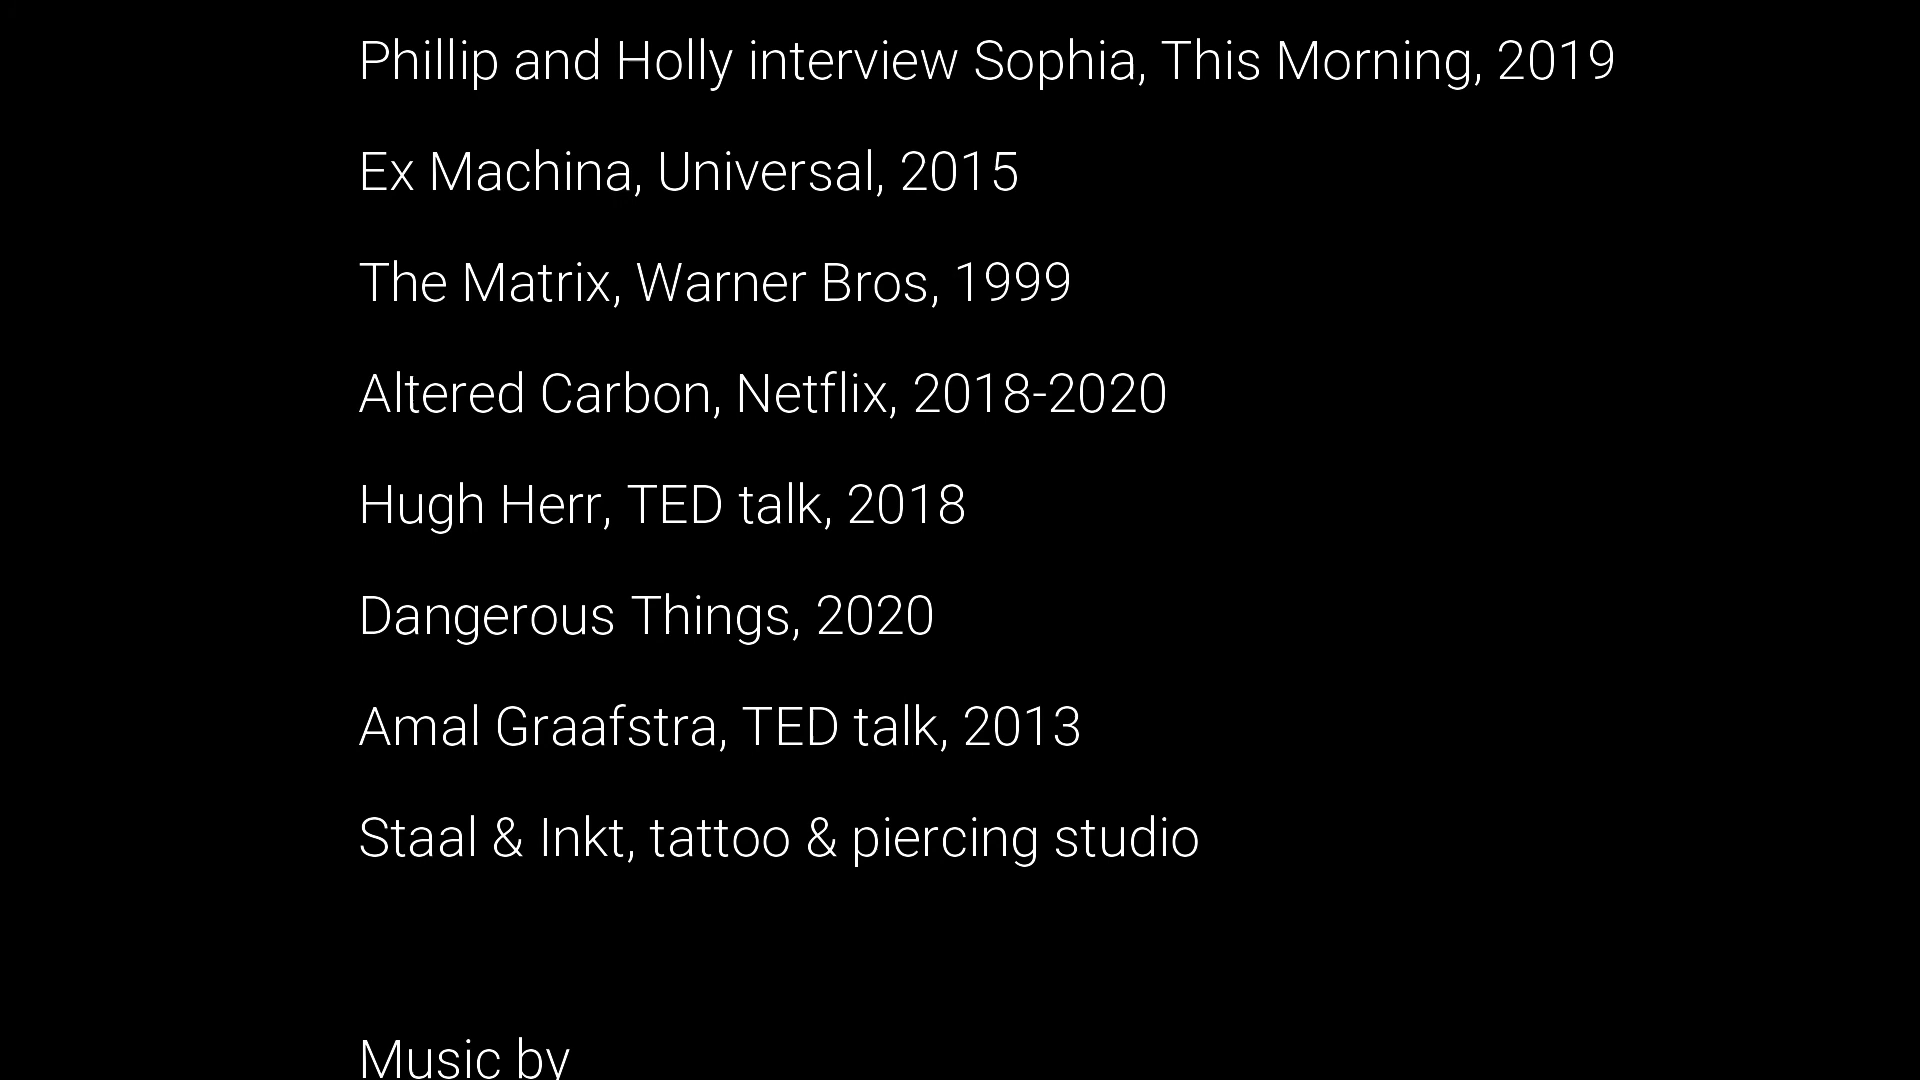 Phillip and Holly interview Sophia, This Morning, 2019
Ex Machina, Universal, 2015
The Matrix, Warner Bros, 1999
Altered Carbon, Netflix, 2018-2020
Hugh Herr, TED talk, 2018
Dangerous Things, 2020
Amal Graafstra, TED talk, 2013
Staal & Inkt, tattoo & piercing studio
Music by